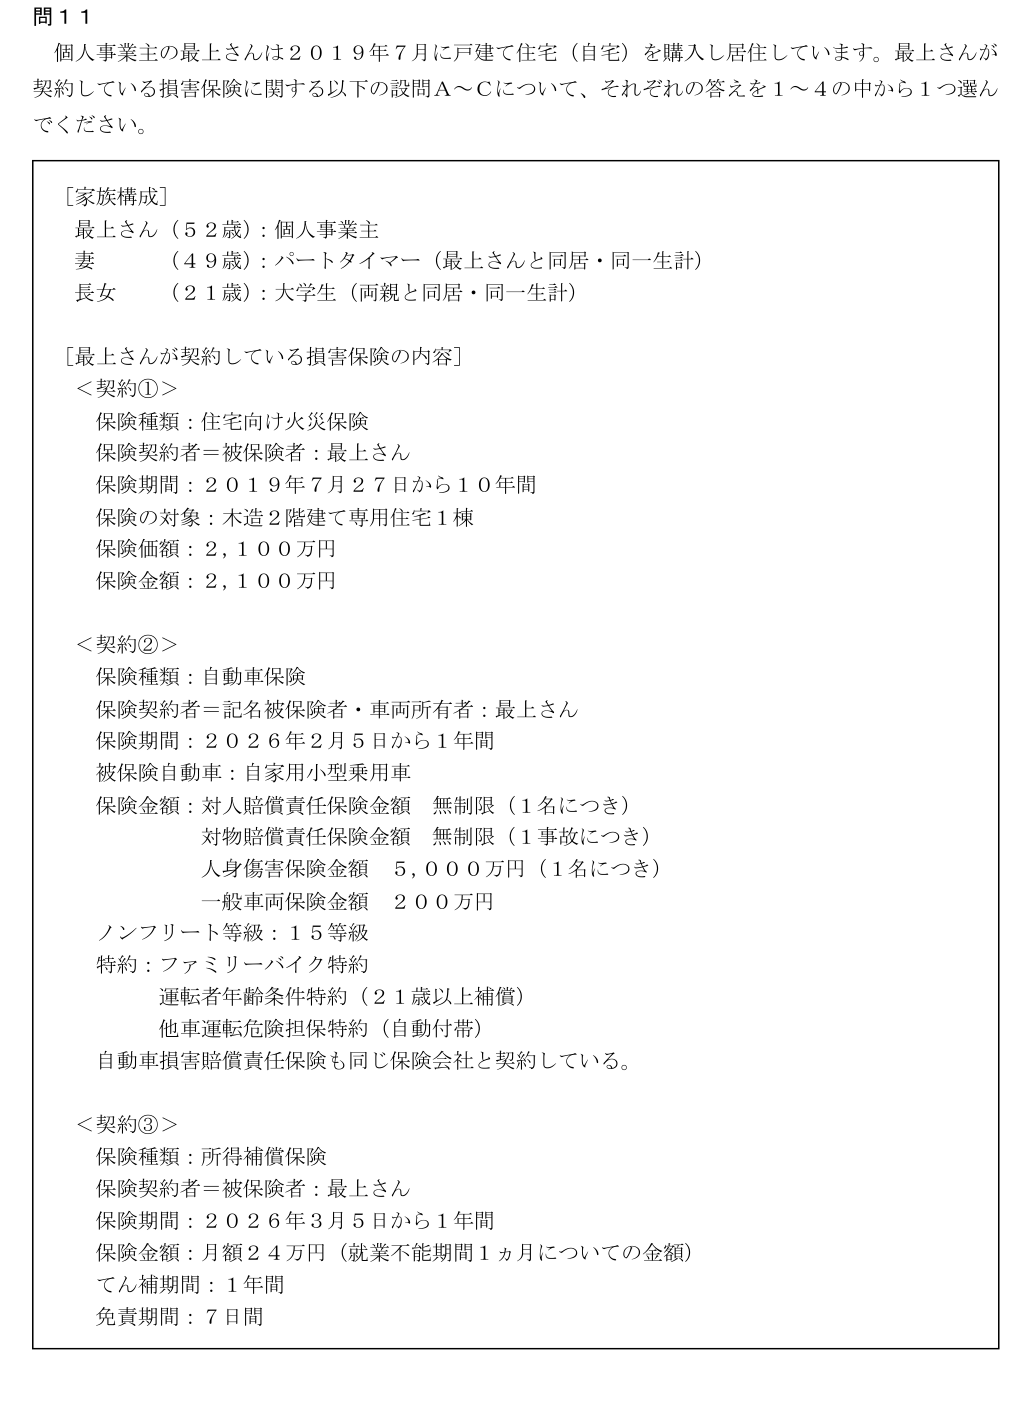 問１１
　個人事業主の最上さんは２０１９年７月に戸建て住宅（自宅）を購入し居住しています。最上さんが
契約している損害保険に関する以下の設問Ａ～Ｃについて、それぞれの答えを１～４の中から１つ選ん
でください。
［家族構成］
最上さん（５２歳）：個人事業主
妻　　　（４９歳）：パートタイマー（最上さんと同居・同一生計）
長女　　（２１歳）：大学生（両親と同居・同一生計）
［最上さんが契約している損害保険の内容］
＜契約①＞
保険種類：住宅向け火災保険
保険契約者＝被保険者：最上さん
保険期間：２０１９年７月２７日から１０年間
保険の対象：木造２階建て専用住宅１棟
保険価額：２，１００万円
保険金額：２，１００万円
＜契約②＞
保険種類：自動車保険
保険契約者＝記名被保険者・車両所有者：最上さん
保険期間：２０２６年２月５日から１年間
被保険自動車：自家用小型乗用車
保険金額：対人賠償責任保険金額　無制限（１名につき）
対物賠償責任保険金額　無制限（１事故につき）
人身傷害保険金額　５，０００万円（１名につき）
一般車両保険金額　２００万円
ノンフリート等級：１５等級
特約：ファミリーバイク特約
運転者年齢条件特約（２１歳以上補償）
他車運転危険担保特約（自動付帯）
自動車損害賠償責任保険も同じ保険会社と契約している。
＜契約③＞
保険種類：所得補償保険
保険契約者＝被保険者：最上さん
保険期間：２０２６年３月５日から１年間
保険金額：月額２４万円（就業不能期間１ヵ月についての金額）
てん補期間：１年間
免責期間：７日間